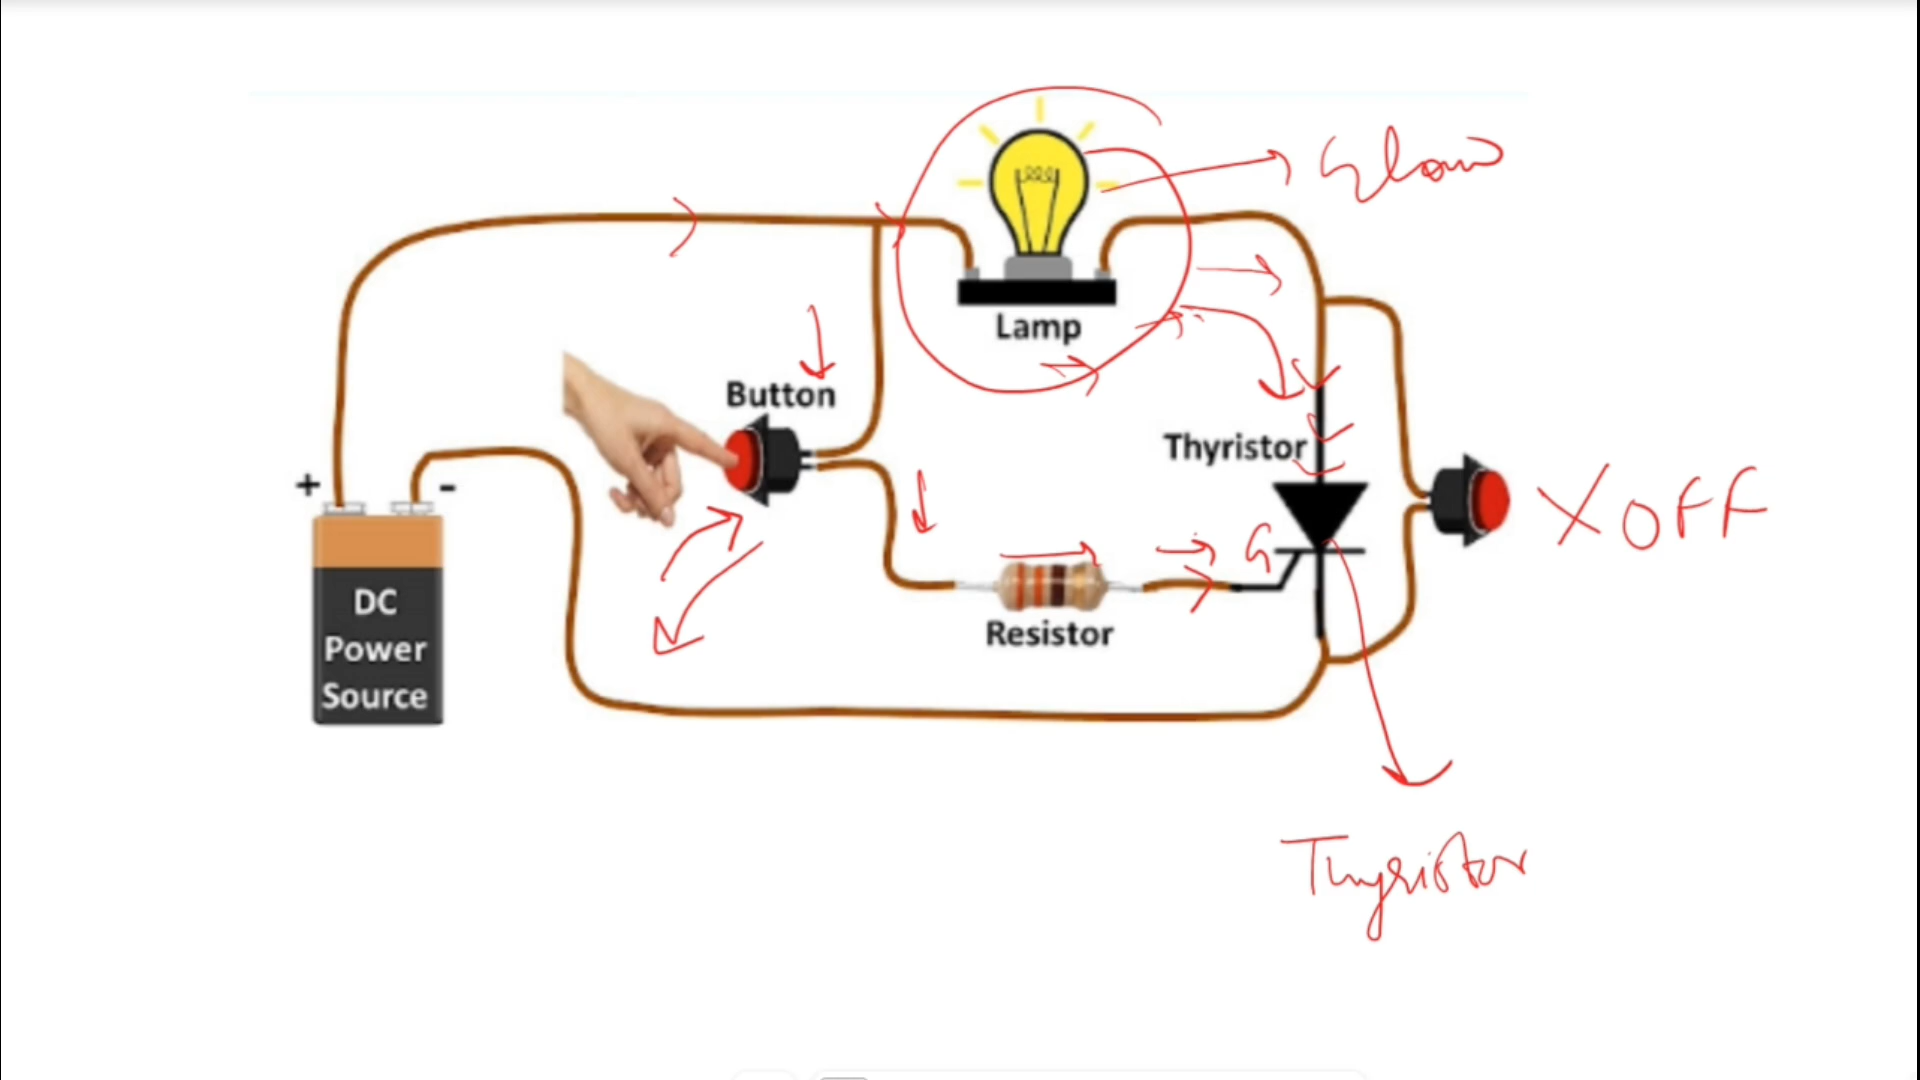 Glow
Lamp
Button
+
-
Thyristor
X OFF
G
DC
Power
Source
Resistor
Thyristor